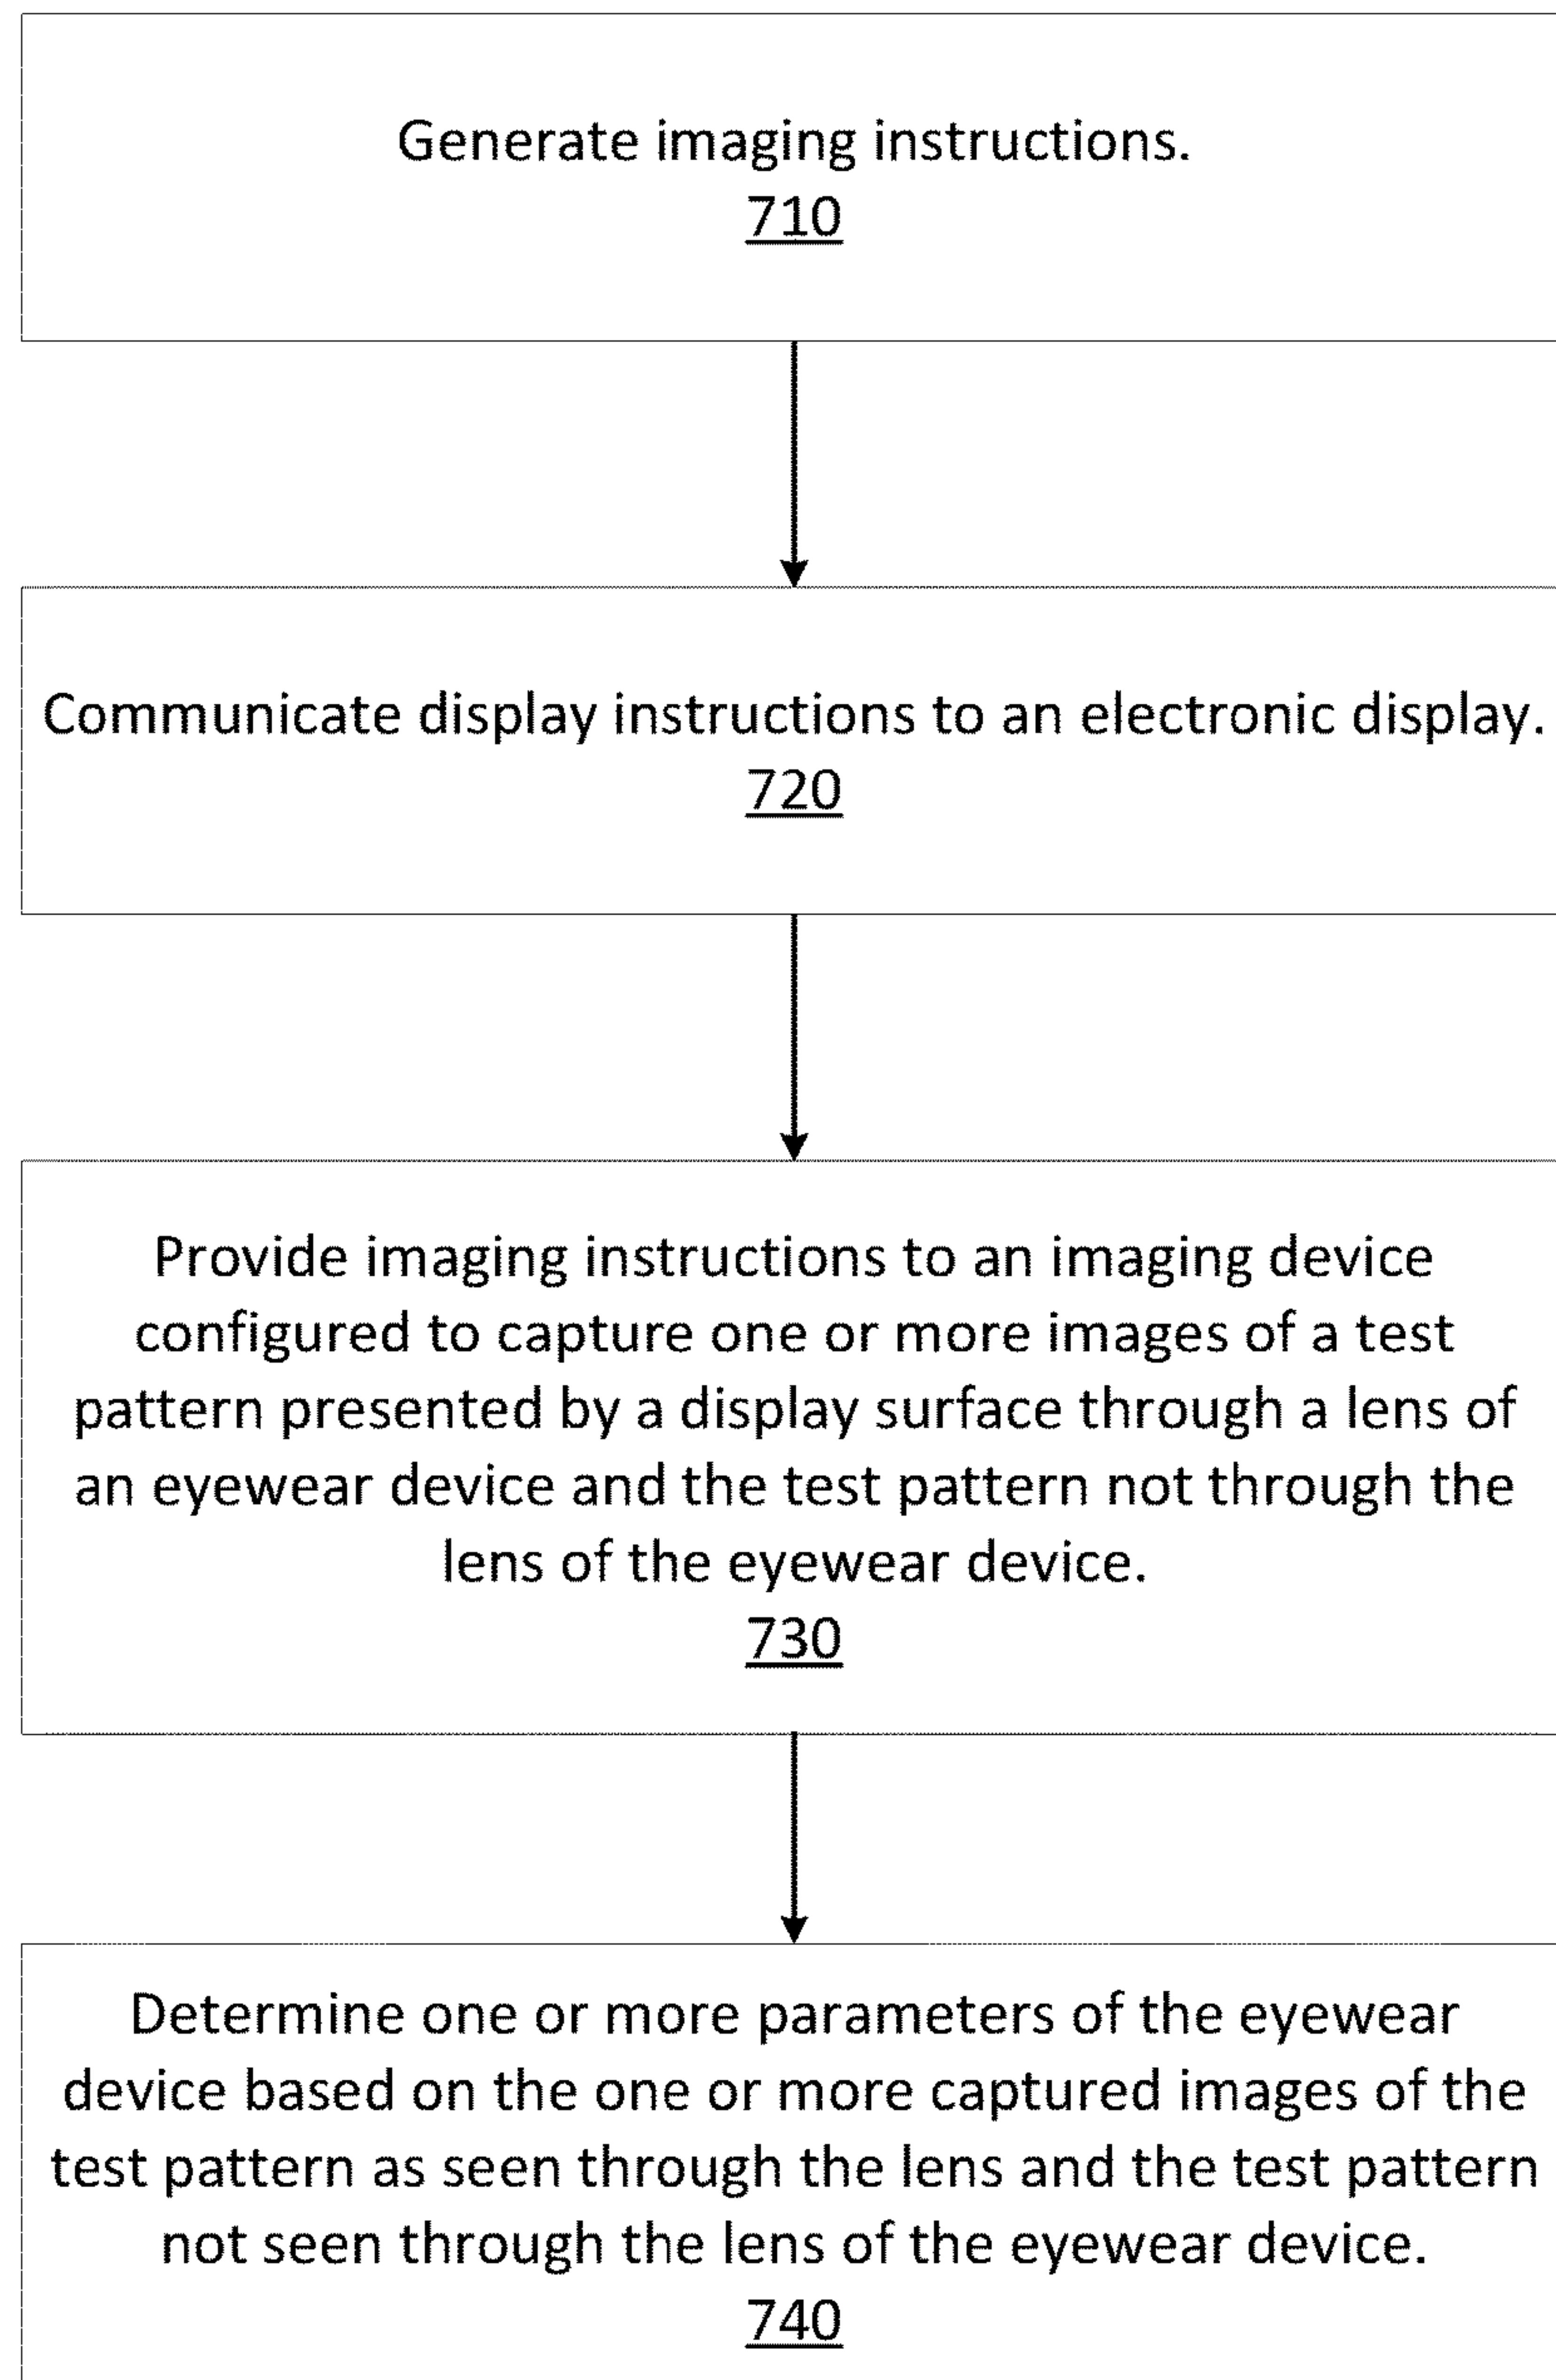 Generate imaging instructions.
710
Communicate display instructions to an electronic display.
720
Provide imaging instructions to an imaging device
configured to capture one or more images of a test
pattern presented by a display surface through a lens of
an eyewear device and the test pattern not through the
lens of the eyewear device.
730
Determine one or more parameters of the eyewear
device based on the one or more captured images of the
test pattern as seen through the lens and the test pattern
not seen through the lens of the eyewear device.
740